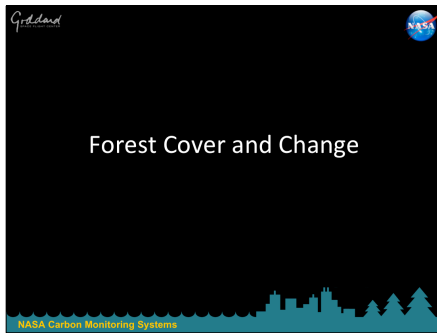 Goddard
NASA
Forest Cover and Change
NASA Carbon Monitoring Systems